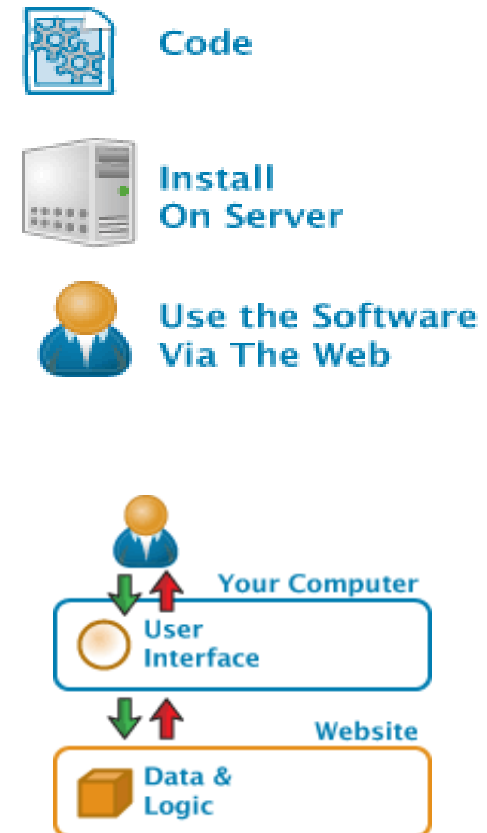 Code
Install
On Server
Use the Software
Via The Web
Your Computer
User
Interface
Website
Data &
Logic